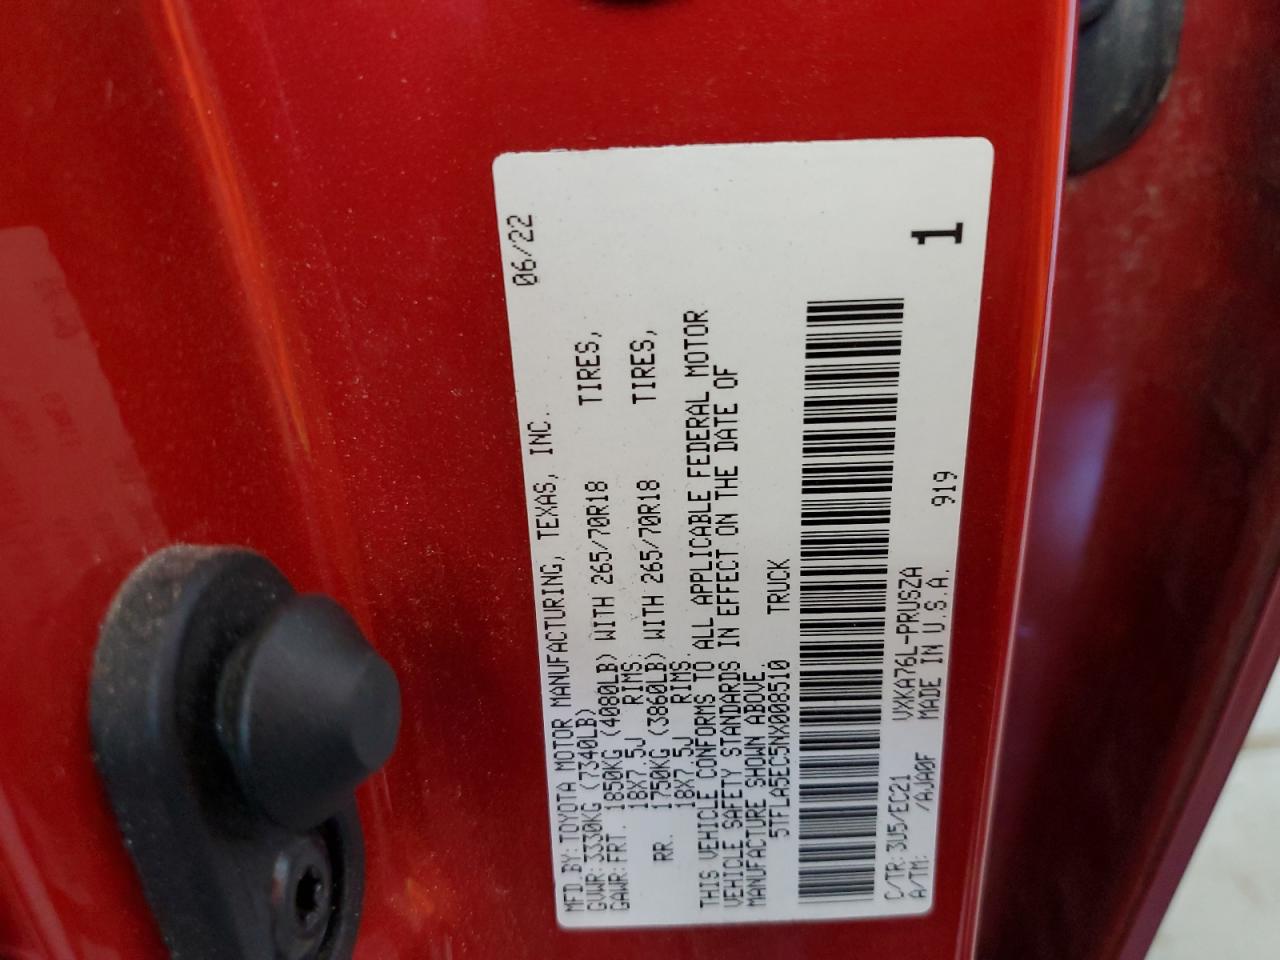 06/22
MFD BY: TOYOTA MOTOR MANUFACTURING, TEXAS, INC.
GVWR: 3330KG (7340LB)
GAWR: FRT. 1850KG (4080LB) WITH 265/70R18 TIRES,
18X7.5J RIMS.
RR. 1750KG (3860LB) WITH 265/70R18 TIRES,
18X7.5J RIMS.
THIS VEHICLE CONFORMS TO ALL APPLICABLE FEDERAL MOTOR
VEHICLE SAFETY STANDARDS IN EFFECT ON THE DATE OF
MANUFACTURE SHOWN ABOVE.
5TFLA5EC5NX008510 TRUCK
C/TR: 3U5/EC21 VXKA76L-PRUSZA
A/TM: /AJA0F MADE IN U.S.A. 919
1